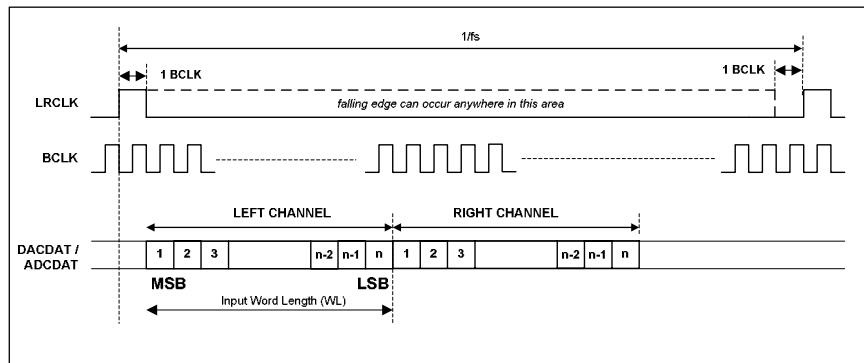 1/fs
1 BCLK
1 BCLK
LRCLK
falling edge can occur anywhere in this area
BCLK
LEFT CHANNEL
RIGHT CHANNEL
DACDAT /
ADCDAT
1 2 3 n-2 n-1 n 1 2 3 n-2 n-1 n
MSB
LSB
Input Word Length (WL)